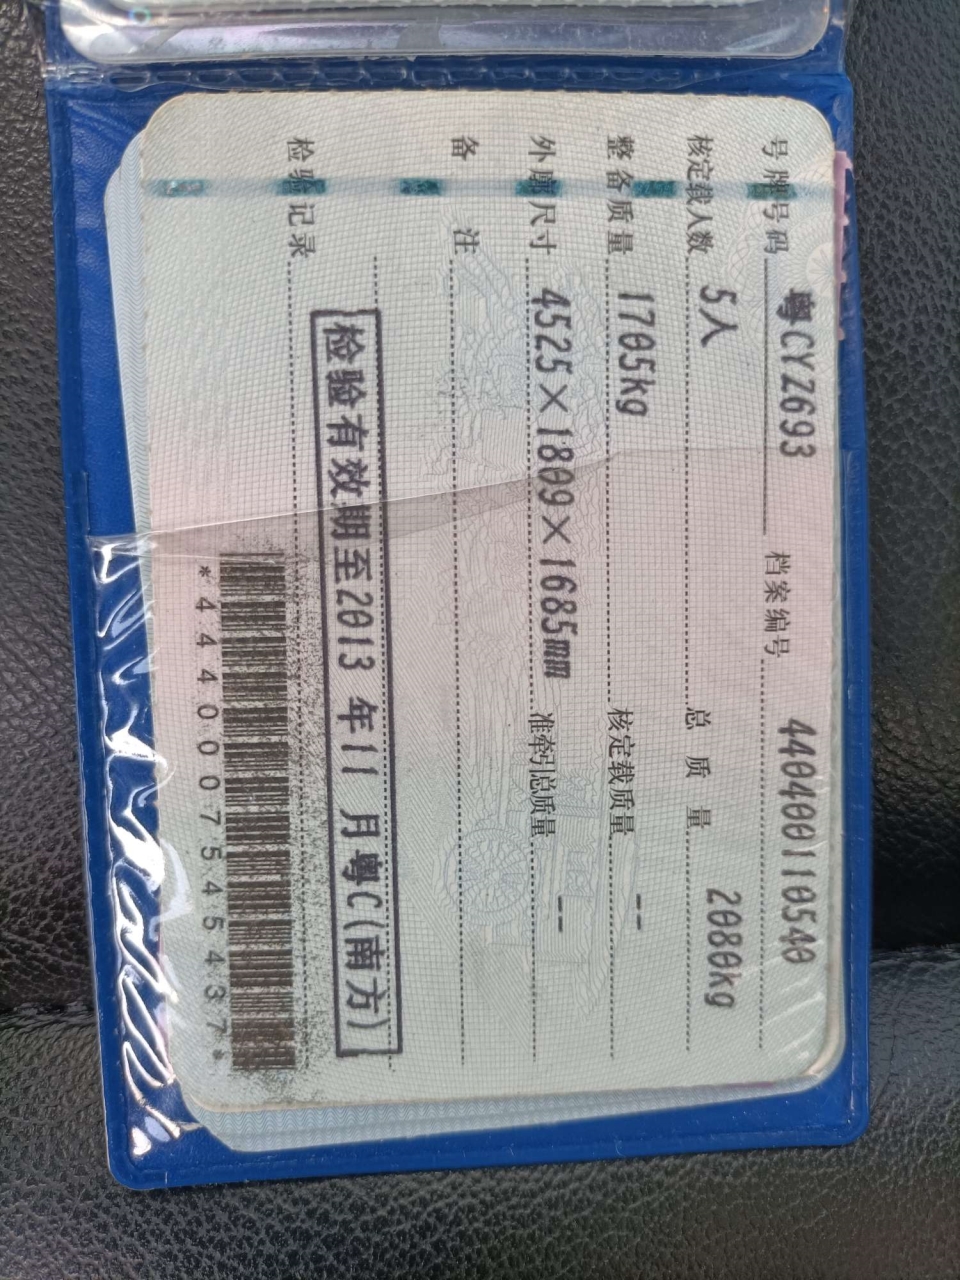 号牌号码 粤CYZ693 档案编号 440400110540
核定载人数 5人 总质量 2080kg
整备质量 1705kg 核定载质量 --
外廓尺寸 4525×1809×1685mm 准牵引总质量 --
备注
检验有效期至2013年11月粤C(南方)
检验记录
*4440007545437*